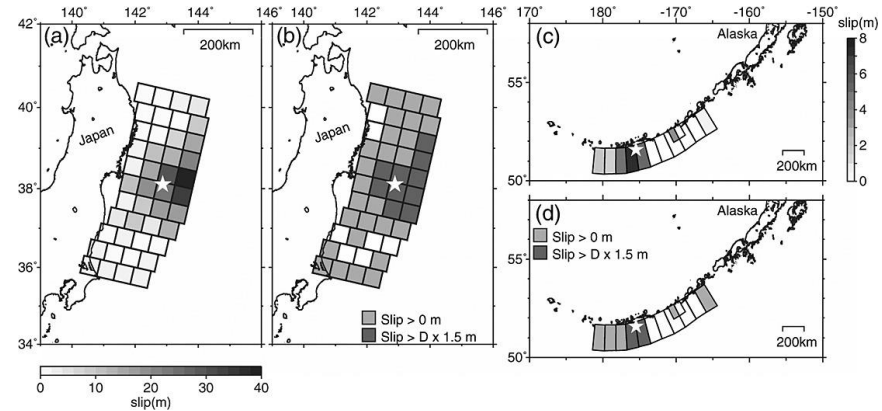 140° 142° 144° 146°
140° 142° 144° 146°
170° 180° -170° -160° -150°
42°
40°
38°
36°
34°
(a)
200km
Japan
(b)
200km
Japan
Slip > 0 m
Slip > D x 1.5 m
0 10 20 30 40
slip(m)
(c)
Alaska
55°
50°
200km
slip(m)
8
6
4
2
0
(d)
Alaska
Slip > 0 m
Slip > D x 1.5 m
55°
50°
200km